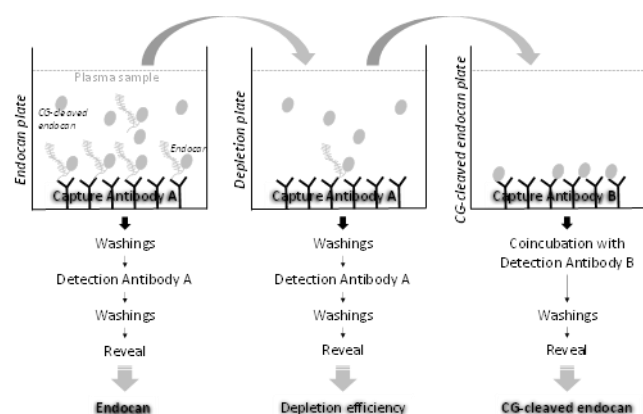 Endocan plate
Plasma sample
CG-cleaved
endocan
Endocan
Capture Antibody A
Washings
Detection Antibody A
Washings
Reveal
Endocan
Depletion plate
Capture Antibody A
Washings
Detection Antibody A
Washings
Reveal
Depletion efficiency
CG-cleaved endocan plate
Capture Antibody B
Coincubation with
Detection Antibody B
Washings
Reveal
CG-cleaved endocan